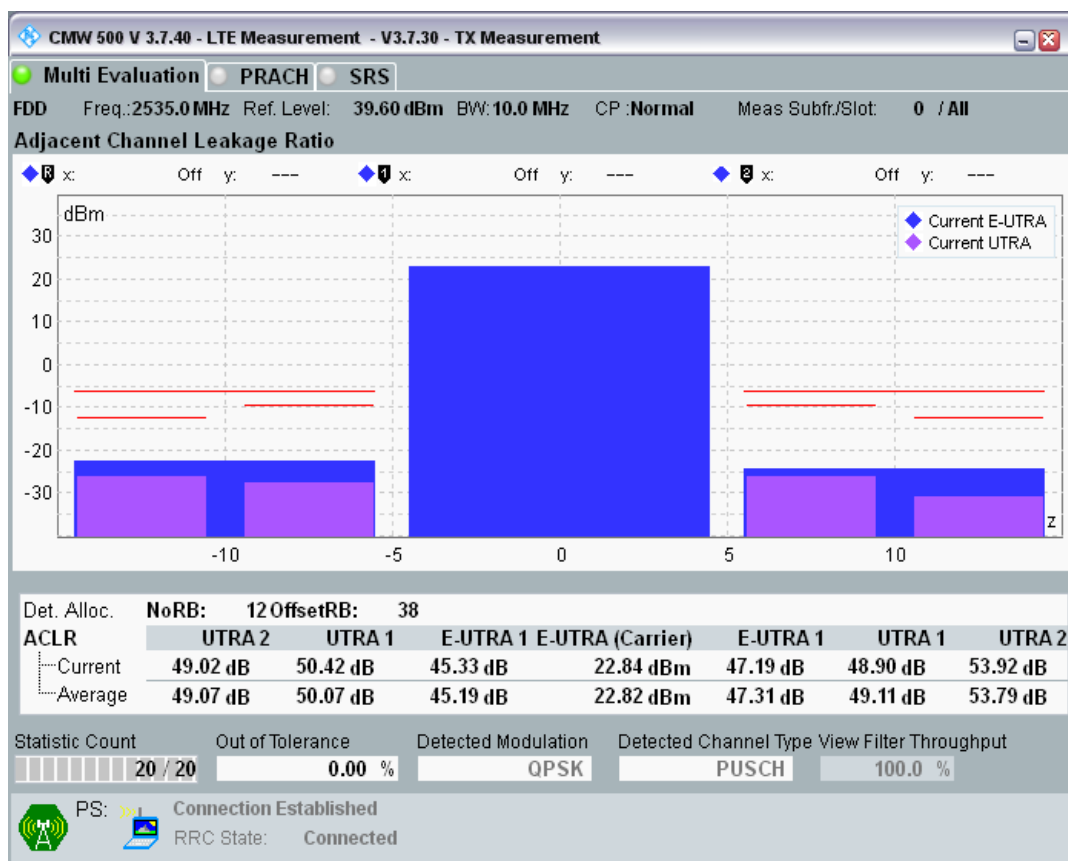 CMW 500 V 3.7.40 - LTE Measurement - V3.7.30 - TX Measurement
Multi Evaluation PRACH SRS
FDD Freq.:2535.0 MHz Ref. Level: 39.60 dBm BW:10.0 MHz CP :Normal Meas Subfr./Slot: 0 / All
Adjacent Channel Leakage Ratio
R x: Off y: --- 1 x: Off y: --- 2 x: Off y: ---
dBm
Current E-UTRA
Current UTRA
30
20
10
0
-10
-20
-30
z
-10 -5 0 5 10
Det. Alloc. NoRB: 12 OffsetRB: 38
ACLR UTRA 2 UTRA 1 E-UTRA 1 E-UTRA (Carrier) E-UTRA 1 UTRA 1 UTRA 2
Current 49.02 dB 50.42 dB 45.33 dB 22.84 dBm 47.19 dB 48.90 dB 53.92 dB
Average 49.07 dB 50.07 dB 45.19 dB 22.82 dBm 47.31 dB 49.11 dB 53.79 dB
Statistic Count Out of Tolerance Detected Modulation Detected Channel Type View Filter Throughput
20 / 20 0.00 % QPSK PUSCH 100.0 %
PS: Connection Established
RRC State: Connected